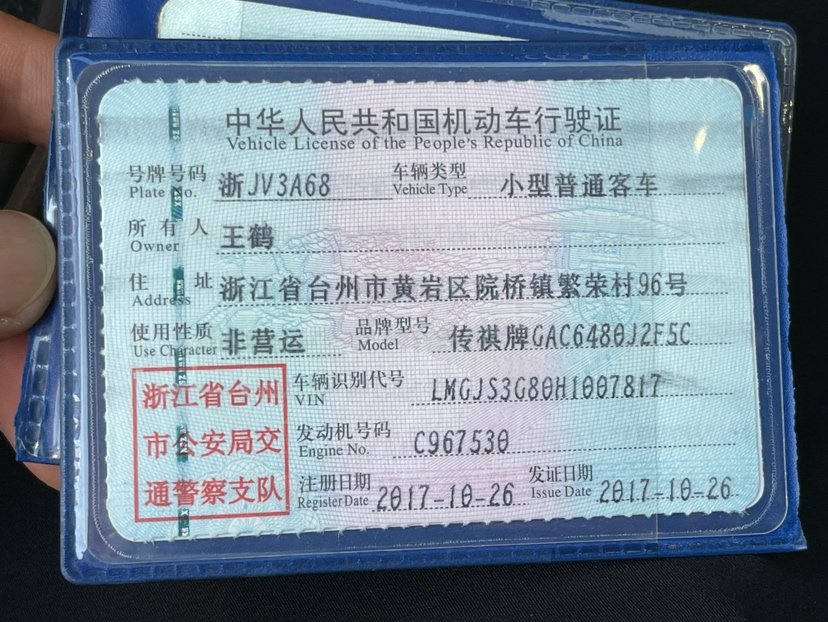 中华人民共和国机动车行驶证
Vehicle License of the People's Republic of China
号牌号码 浙JV3A68 车辆类型 小型普通客车
Plate No. Vehicle Type
所有人 王鹤
Owner
住址 浙江省台州市黄岩区院桥镇繁荣村96号
Address
使用性质 非营运 品牌型号 传祺牌GAC6480J2F5C
Use Character Model
浙江省台州
市公安局交
通警察支队
车辆识别代号 LMGJS3G80H1007817
VIN
发动机号码 C967530
Engine No.
注册日期 2017-10-26 发证日期 2017-10-26
Register Date Issue Date